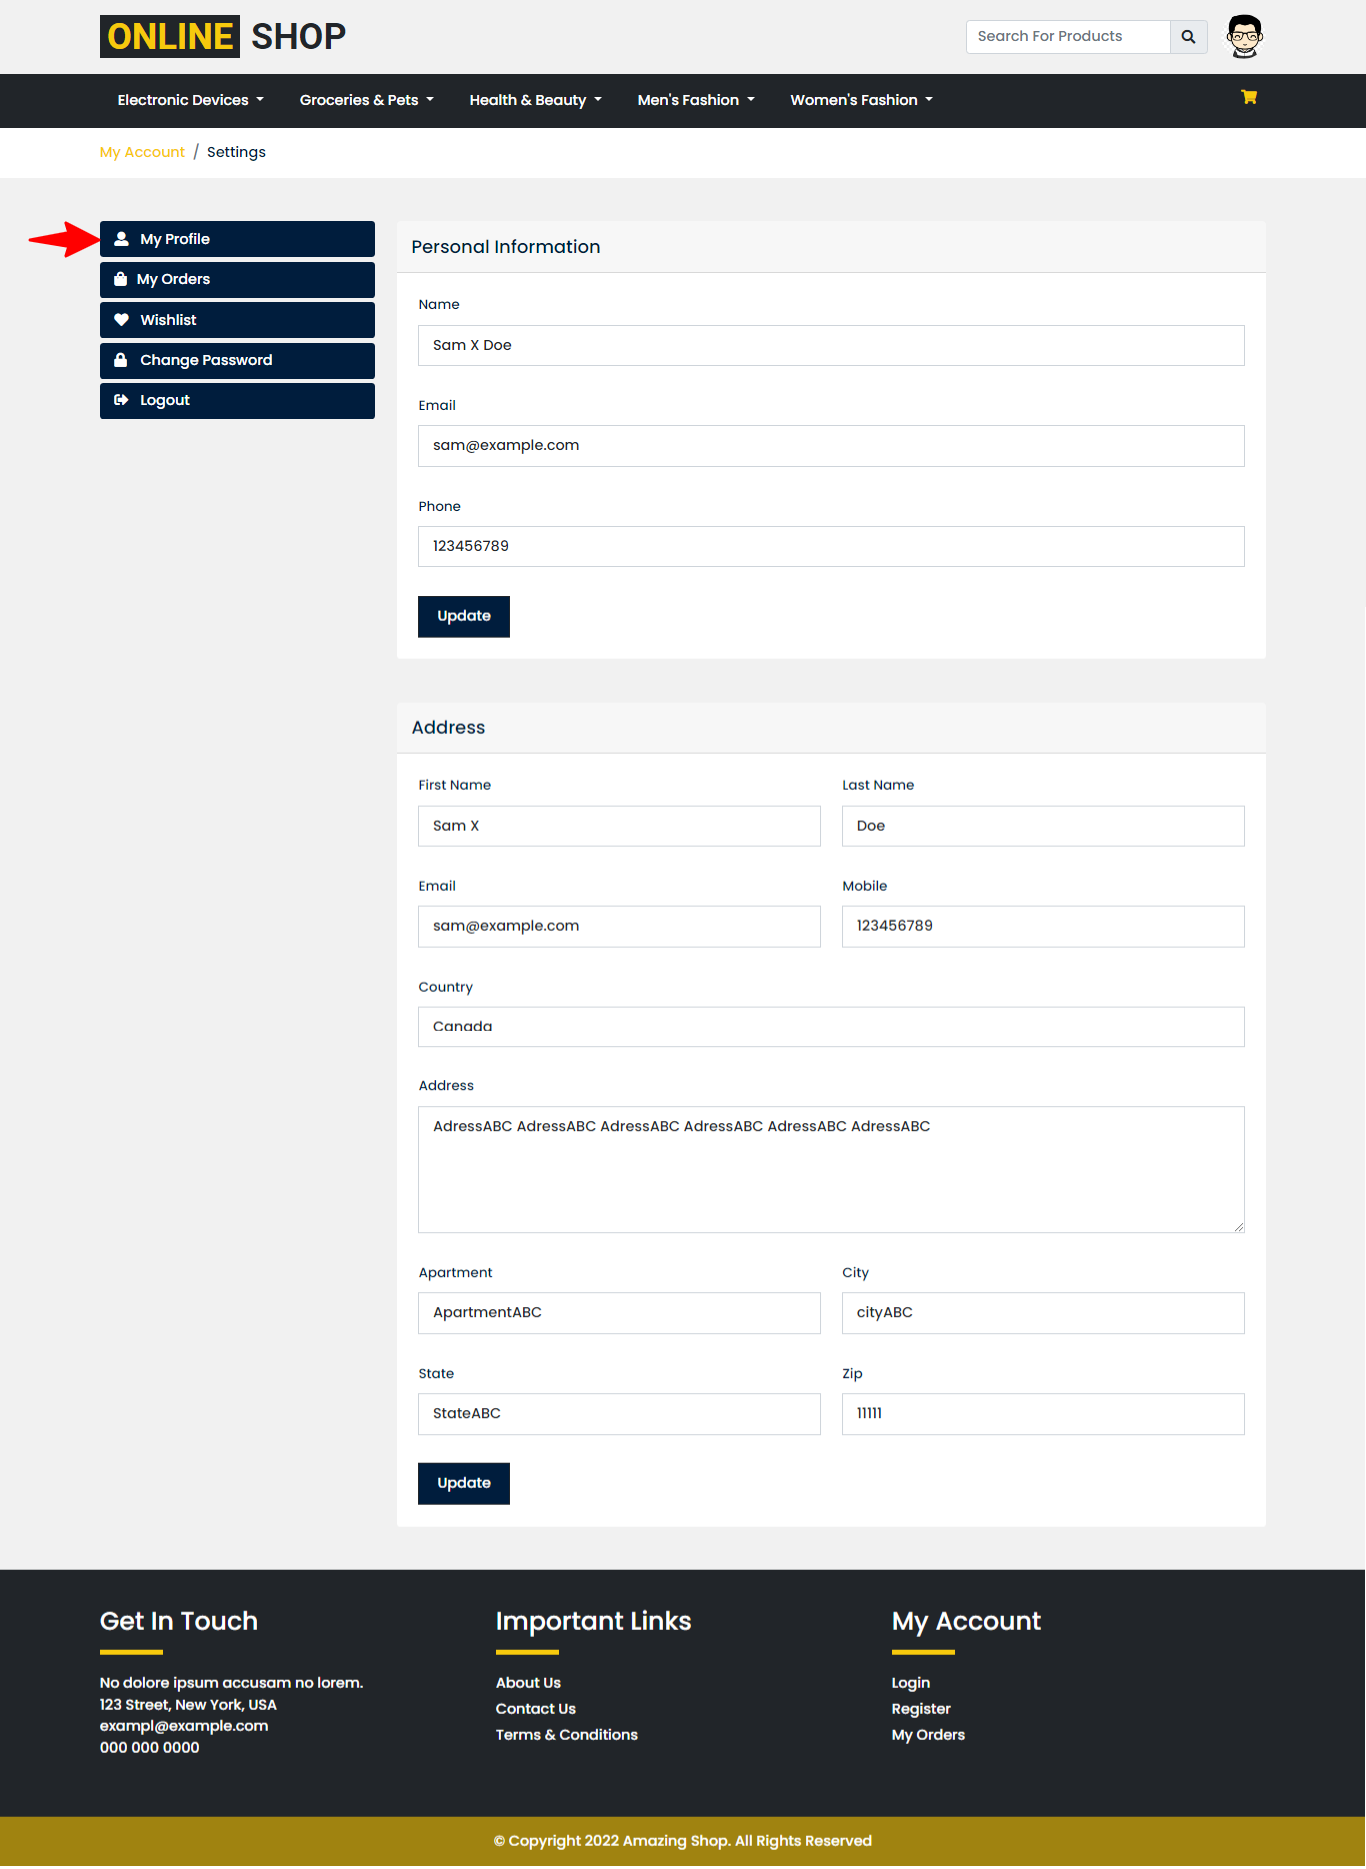 ONLINE SHOP
Search For Products
Electronic Devices Groceries & Pets Health & Beauty Men's Fashion Women's Fashion
My Account / Settings
My Profile
My Orders
Wishlist
Change Password
Logout
Personal Information
Name
Sam X Doe
Email
sam@example.com
Phone
123456789
Update
Address
First Name Last Name
Sam X Doe
Email Mobile
sam@example.com 123456789
Country
Canada
Address
AdressABC AdressABC AdressABC AdressABC AdressABC AdressABC
Apartment City
ApartmentABC cityABC
State Zip
StateABC 11111
Update
Get In Touch
No dolore ipsum accusam no lorem.
123 Street, New York, USA
exampl@example.com
000 000 0000
Important Links
About Us
Contact Us
Terms & Conditions
My Account
Login
Register
My Orders
© Copyright 2022 Amazing Shop. All Rights Reserved